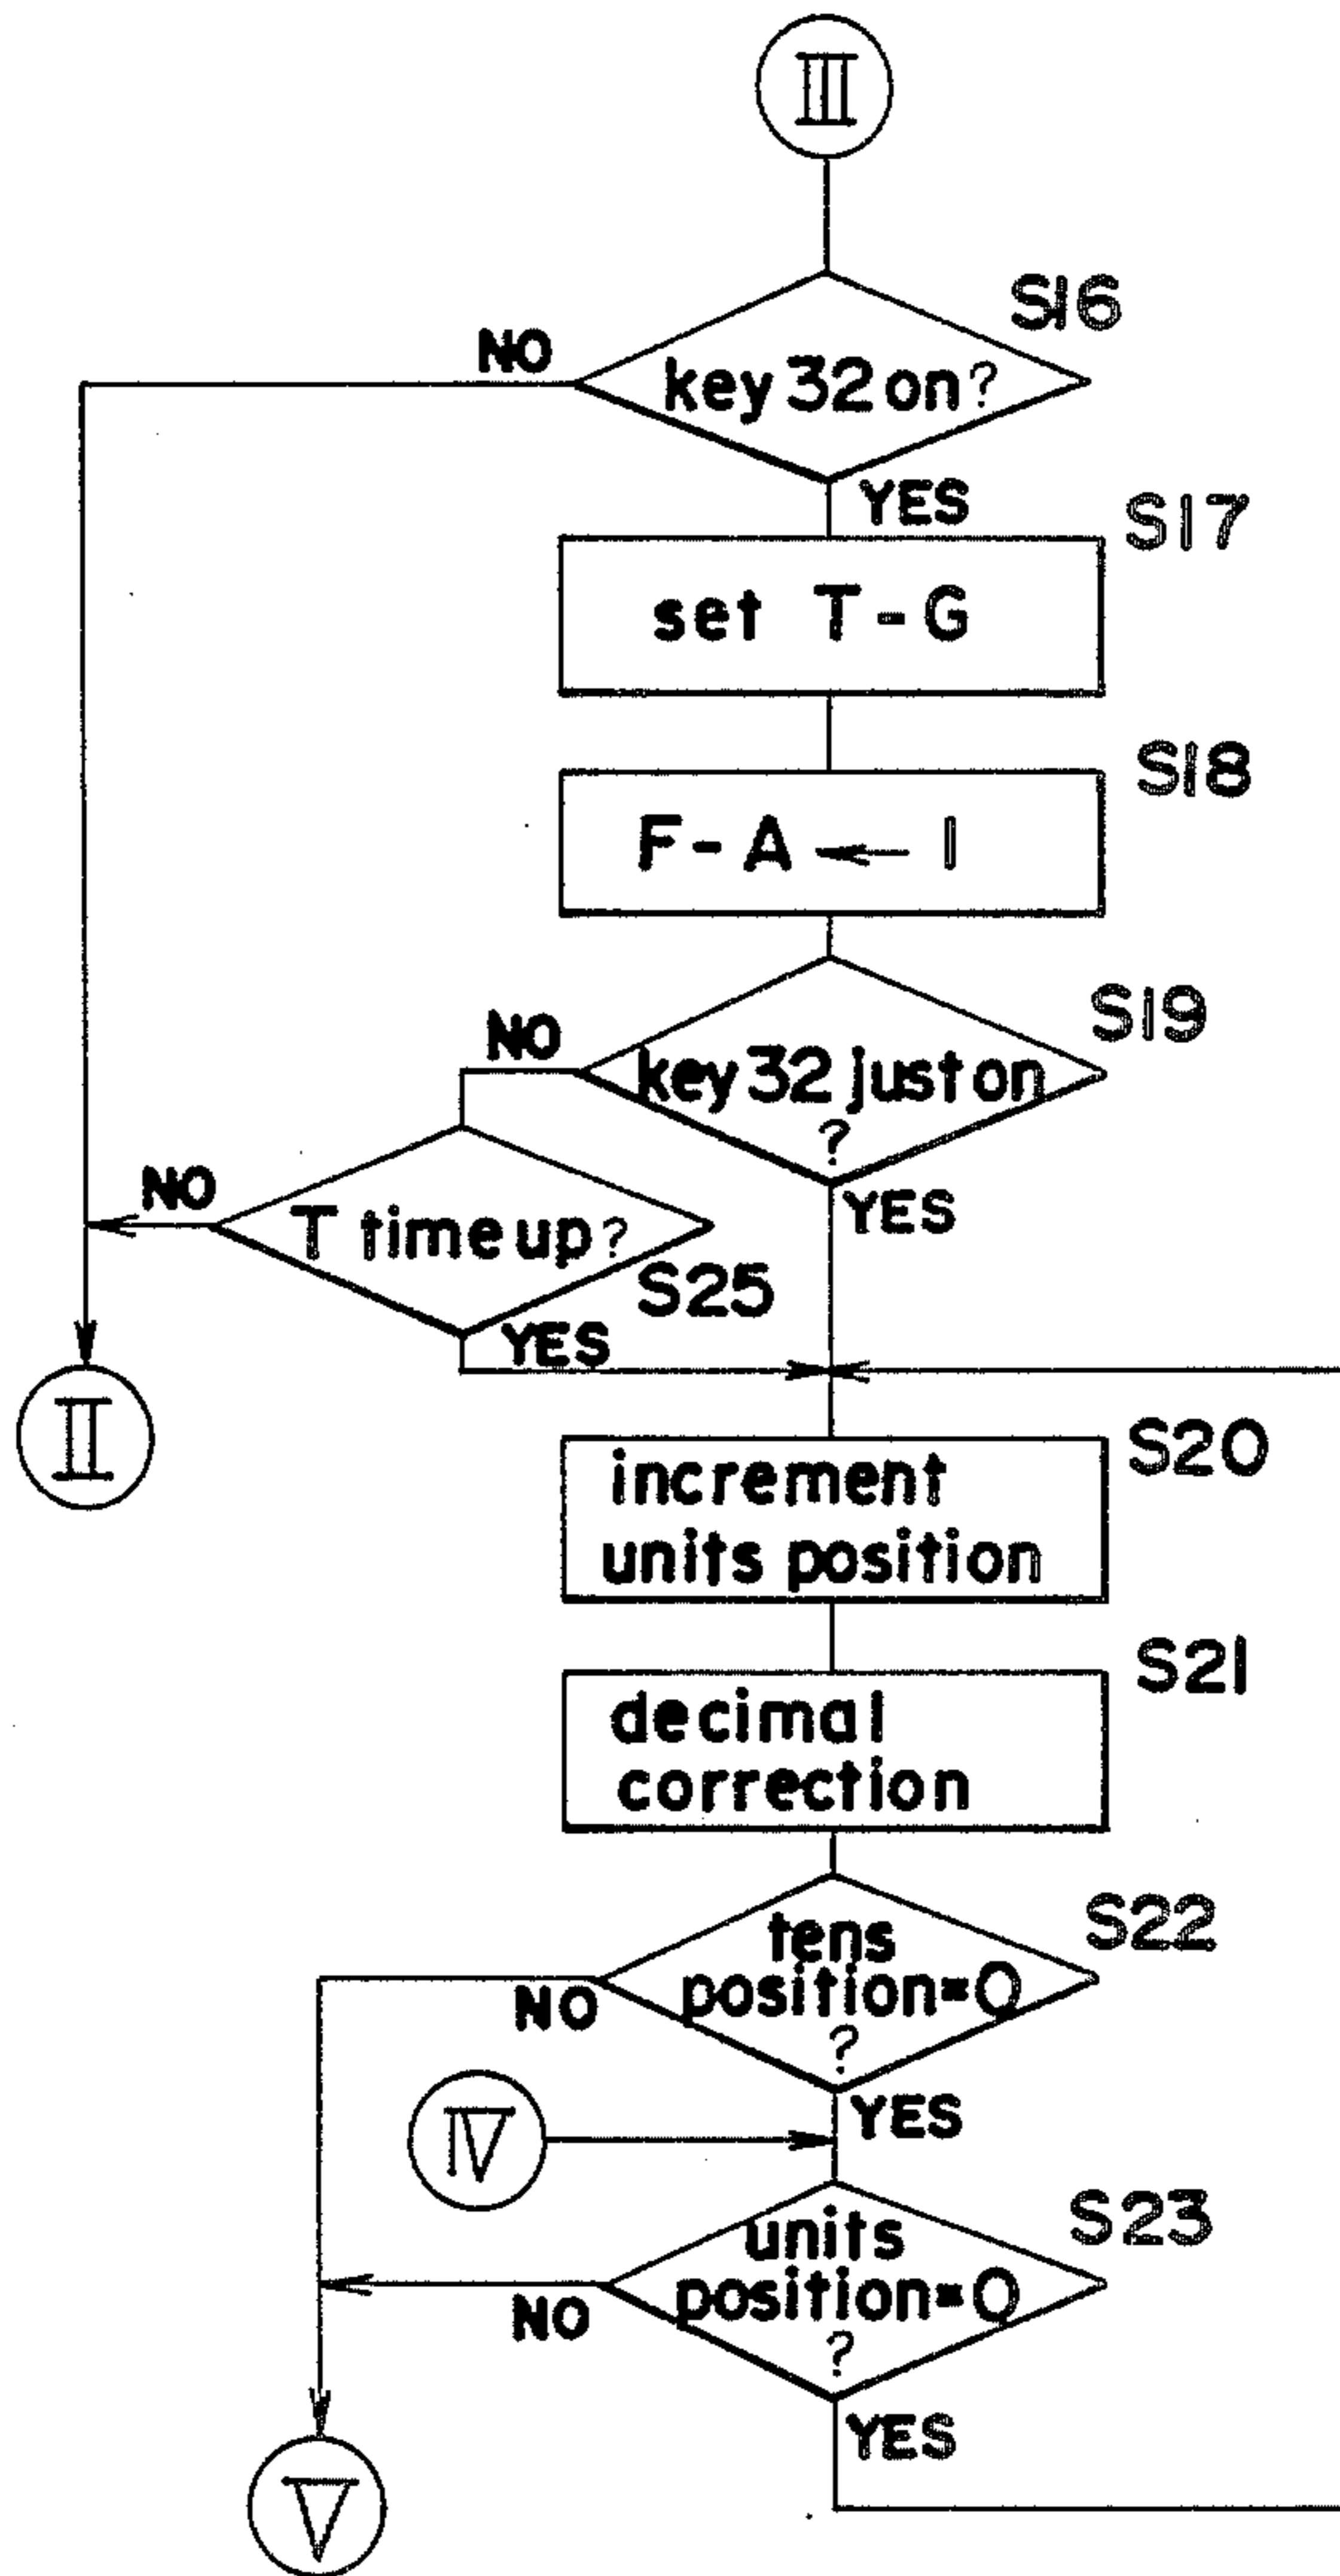 III
S16
NO
key 32 on?
YES
S17
set T-G
S18
F-A ← 1
S19
NO
key 32 just on
?
NO
YES
T time up?
S25
YES
II
S20
increment
units position
S21
decimal
correction
S22
tens
position=0
NO
?
YES
IV
S23
units
position=0
NO
?
YES
V